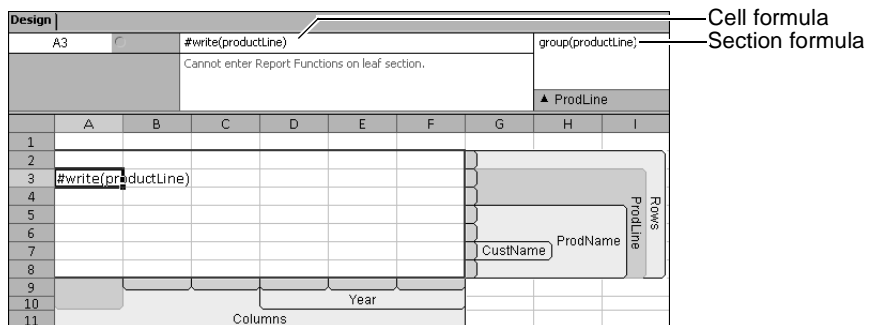 Design
Cell formula
A3
#write(productLine)
group(productLine)
Section formula
Cannot enter Report Functions on leaf section.
▲ ProdLine
A B C D E F G H I
1
2
3 #write(productLine)
4
5
6
7
8
9
10
11
CustName
ProdName
ProdLine
Rows
Year
Columns